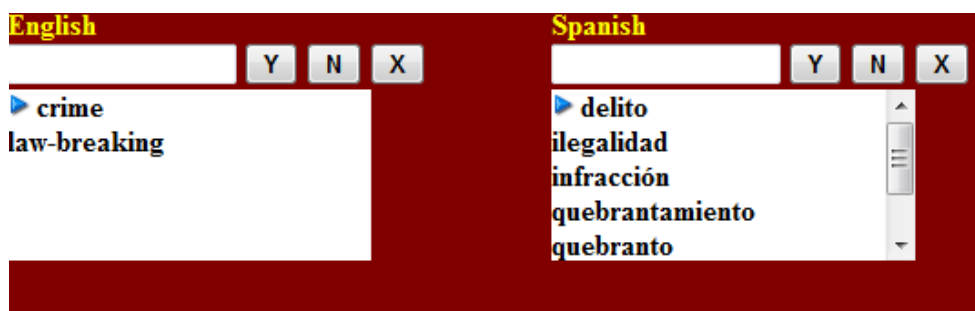 English
Y N X
crime
law-breaking
Spanish
Y N X
delito
ilegalidad
infracción
quebrantamiento
quebranto